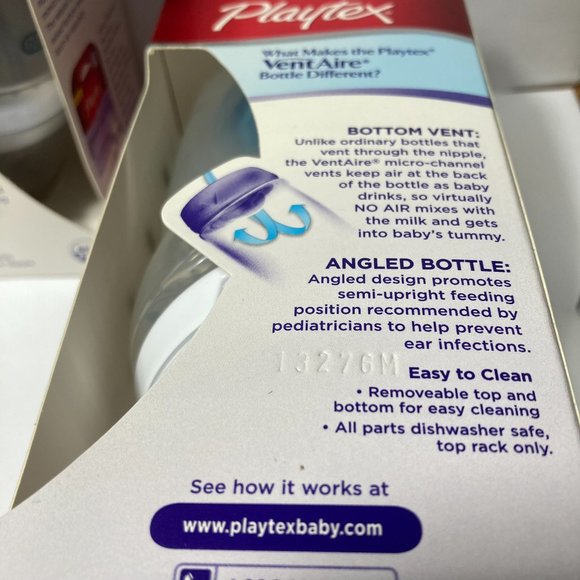 Playtex
What Makes the Playtex®
VentAire®
Bottle Different?
BOTTOM VENT:
Unlike ordinary bottles that
vent through the nipple,
the VentAire® micro-channel
vents keep air at the back
of the bottle as baby
drinks, so virtually
NO AIR mixes with
the milk and gets
into baby's tummy.
ANGLED BOTTLE:
Angled design promotes
semi-upright feeding
position recommended by
pediatricians to help prevent
ear infections.
13276M
Easy to Clean
• Removeable top and
bottom for easy cleaning
• All parts dishwasher safe,
top rack only.
See how it works at
www.playtexbaby.com